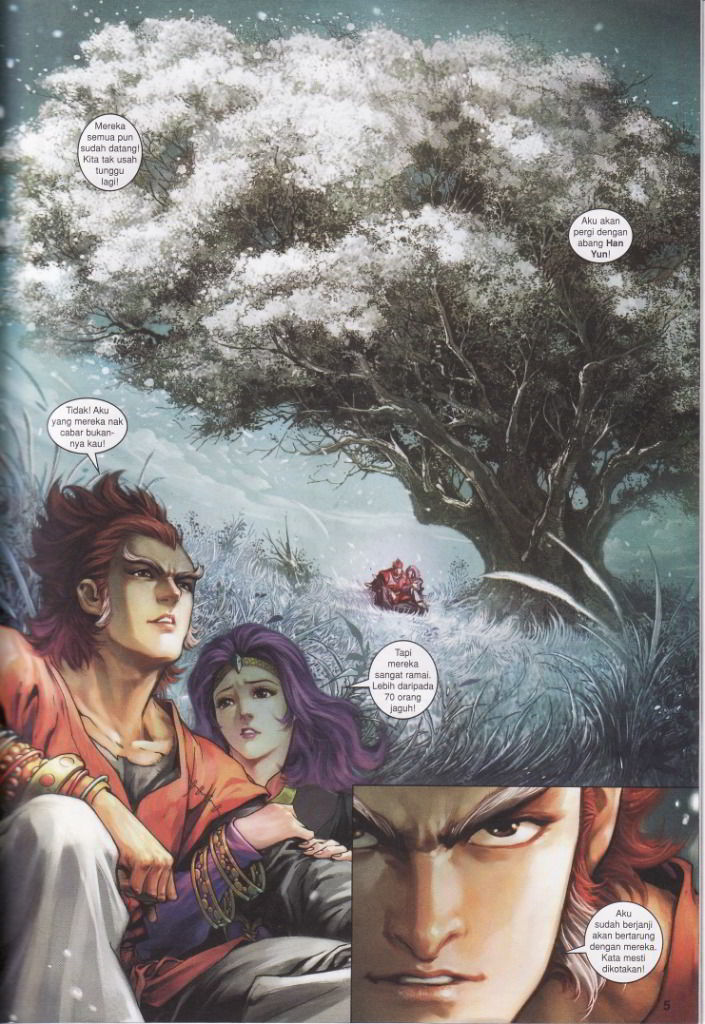 Mereka
semua pun
sudah datang!
Kita tak usah
tunggu
lagi!
Aku akan
pergi dengan
abang Han
Yun!
Tidak! Aku
yang mereka nak
cabar bukan-
nya kau!
Tapi
mereka
sangat ramai.
Lebih daripada
70 orang
jaguh!
Aku
sudah berjanji
akan bertarung
dengan mereka.
Kata mesti
dikotakan!
5